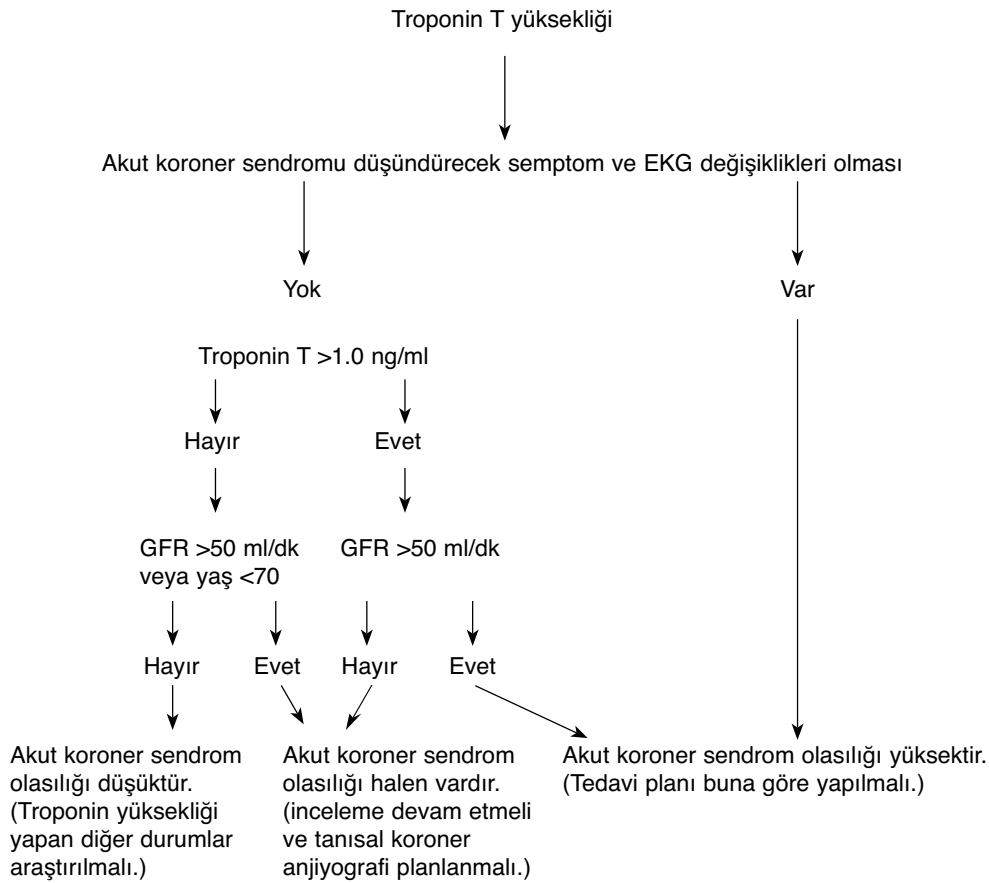 Troponin T yüksekliği
Akut koroner sendromu düşündürecek semptom ve EKG değişiklikleri olması
Yok
Var
Troponin T >1.0 ng/ml
Hayır
Evet
GFR >50 ml/dk
veya yaş <70
GFR >50 ml/dk
Hayır
Evet
Hayır
Evet
Akut koroner sendrom
olasılığı düşüktür.
(Troponin yüksekliği
yapan diğer durumlar
araştırılmalı.)
Akut koroner sendrom
olasılığı halen vardır.
(inceleme devam etmeli
ve tanısal koroner
anjiyografi planlanmalı.)
Akut koroner sendrom olasılığı yüksektir.
(Tedavi planı buna göre yapılmalı.)